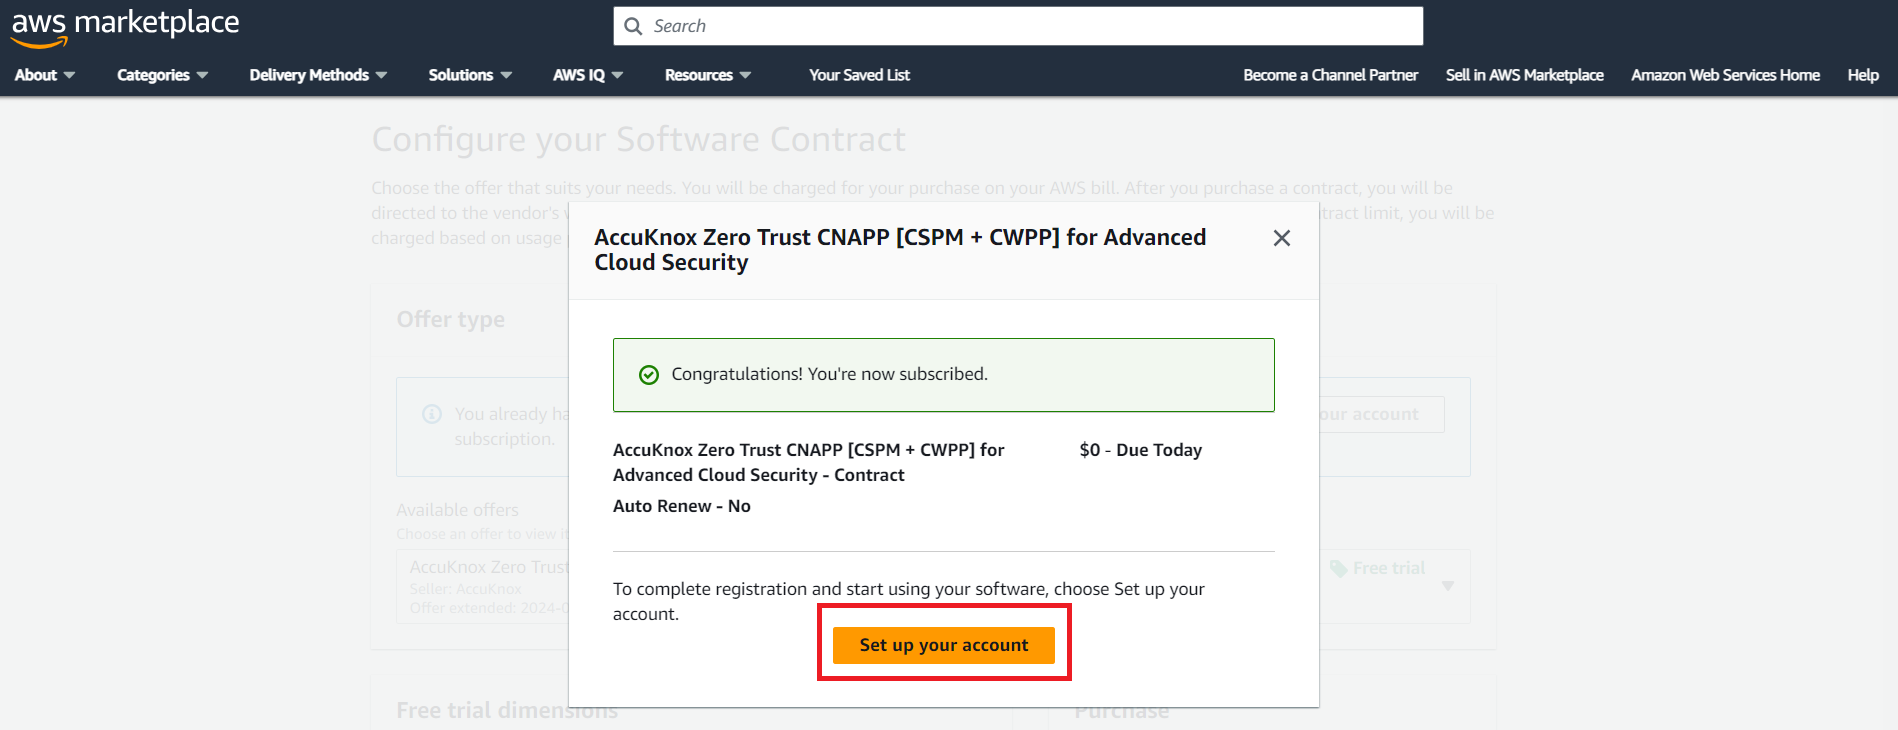 aws marketplace
Search
About
Categories
Delivery Methods
Solutions
AWS IQ
Resources
Your Saved List
Become a Channel Partner
Sell in AWS Marketplace
Amazon Web Services Home
Help
Configure your Software Contract
Choose the offer that suits your needs. You will be charged for your purchase on your AWS bill. After you purchase a contract, you will be
directed to the vendor's
tract limit, you will be
charged based on usage
AccuKnox Zero Trust CNAPP [CSPM + CWPP] for Advanced
Cloud Security
Offer type
Congratulations! You're now subscribed.
You already ha
subscription.
our account
AccuKnox Zero Trust CNAPP [CSPM + CWPP] for
Advanced Cloud Security - Contract
$0 - Due Today
Auto Renew - No
Available offers
Choose an offer to view it
AccuKnox Zero Trust
Seller: AccuKnox
Offer extended: 2024-0
Free trial
To complete registration and start using your software, choose Set up your
account.
Set up your account
Free trial dimensions
Purchase